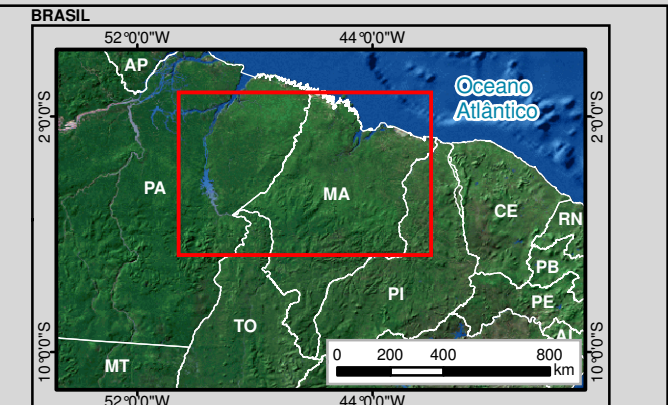 BRASIL
52°0'0"W 44°0'0"W
AP
Oceano
Atlântico
2°0'0"S 2°0'0"S
PA
MA
CE
RN
PB
PI
PE
TO
AL
0 200 400 800
km
MT
10°0'0"S 10°0'0"S
52°0'0"W 44°0'0"W